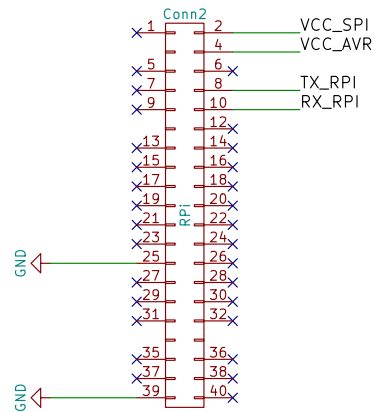 Conn2
1 2 VCC_SPI
4 VCC_AVR
5 6
7 8 TX_RPI
9 10 RX_RPI
12
13 14
15 16
17 18
19 20
RPi
21 22
23 24
GND 25 26
27 28
29 30
31 32
35 36
37 38
GND 39 40